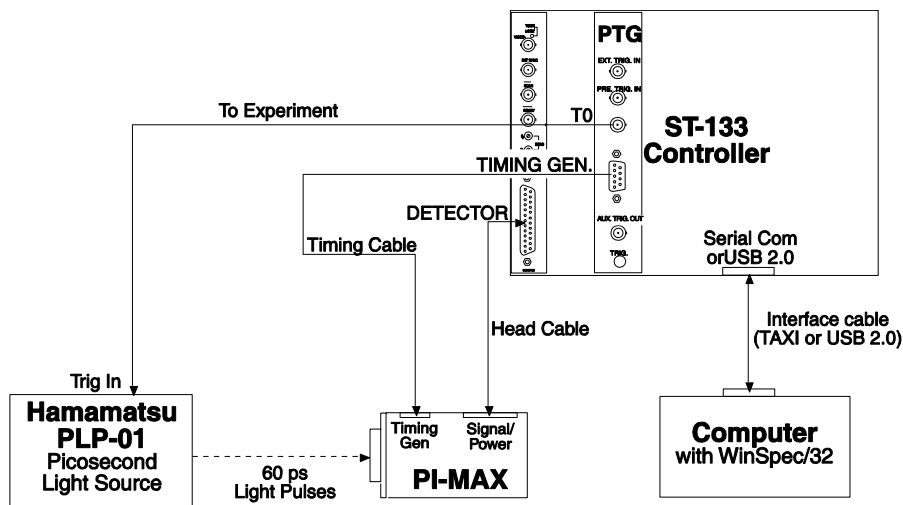 PTG
EXT. TRIG. IN
PRE. TRIG. IN
T0
To Experiment
ST-133
Controller
TIMING GEN.
DETECTOR
AUX. TRIG. OUT
TRIG.
Timing Cable
Serial Com
orUSB 2.0
Head Cable
Interface cable
(TAXI or USB 2.0)
Trig In
Hamamatsu
PLP-01
Picosecond
Light Source
60 ps
Light Pulses
Timing
Gen
Signal/
Power
PI-MAX
Computer
with WinSpec/32